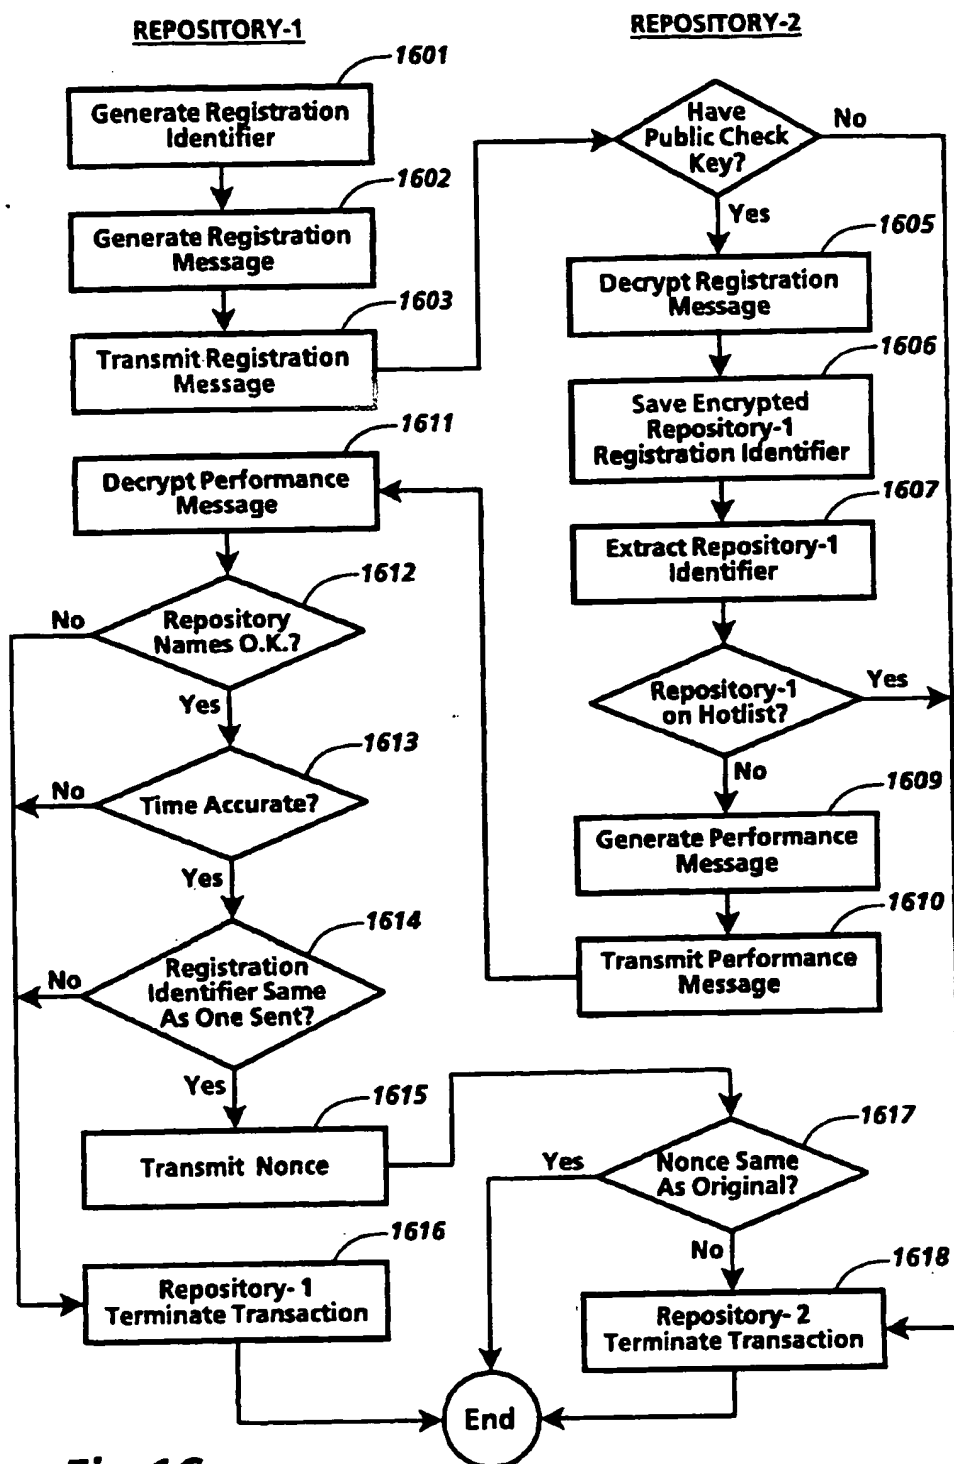 REPOSITORY-1
1601
Generate Registration
Identifier
1602
Generate Registration
Message
1603
Transmit Registration
Message
1611
Decrypt Performance
Message
1612
Repository
Names O.K.?
No
Yes
1613
Time Accurate?
No
Yes
1614
Registration
Identifier Same
As One Sent?
No
Yes
1615
Transmit Nonce
1616
Repository- 1
Terminate Transaction
REPOSITORY-2
Have
Public Check
Key?
No
Yes
1605
Decrypt Registration
Message
1606
Save Encrypted
Repository-1
Registration Identifier
1607
Extract Repository-1
Identifier
Repository-1
on Hotlist?
Yes
No
1609
Generate Performance
Message
1610
Transmit Performance
Message
1617
Nonce Same
As Original?
Yes
No
1618
Repository- 2
Terminate Transaction
End